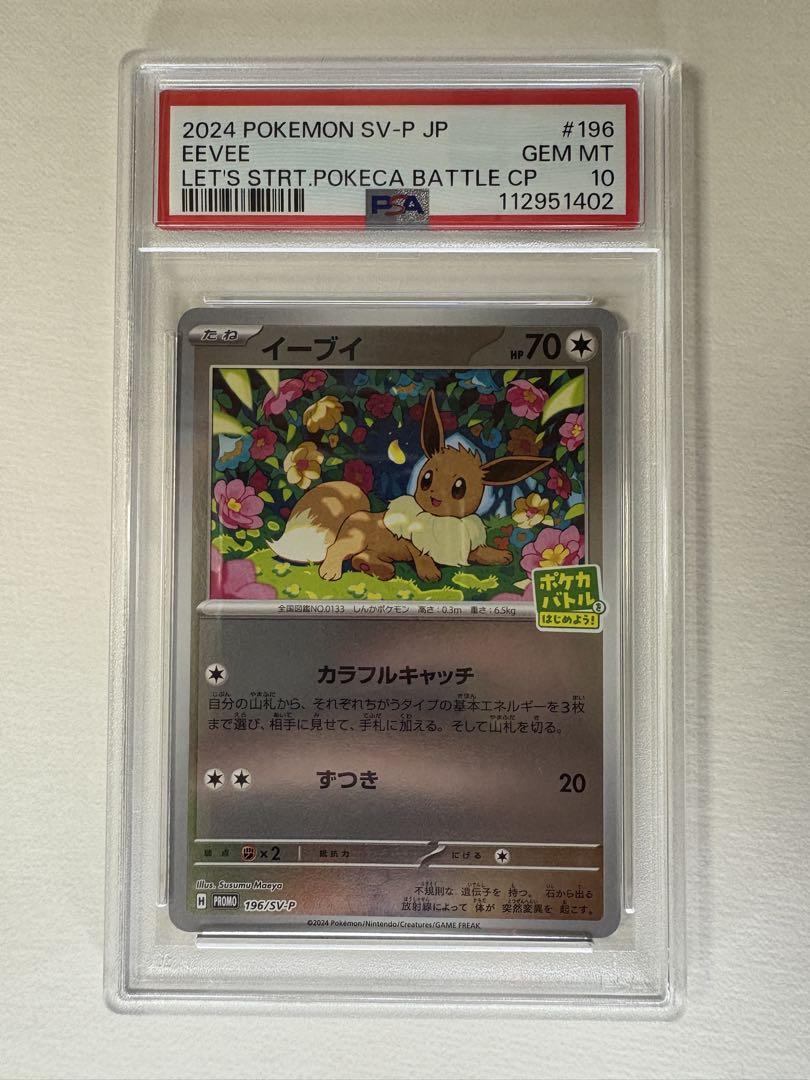 2024 POKEMON SV-P JP #196
EEVEE GEM MT
LET'S STRT.POKECA BATTLE CP 10
PSA 112951402
たね イーブイ HP 70
ポケカ
バトルを
はじめよう!
全国図鑑NO.0133 しんかポケモン 高さ:0.3m 重さ:6.5kg
カラフルキャッチ
自分の山札から、それぞれちがうタイプの基本エネルギーを3枚
まで選び、相手に見せて、手札に加える。そして山札を切る。
ずつき 20
弱点 ×2 抵抗力 にげる
Illus. Susumu Maeya
不規則な 遺伝子を 持つ。 石から出る
放射線によって 体が 突然変異を 起こす。
H PROMO 196/SV-P
©2024 Pokémon/Nintendo/Creatures/GAME FREAK.